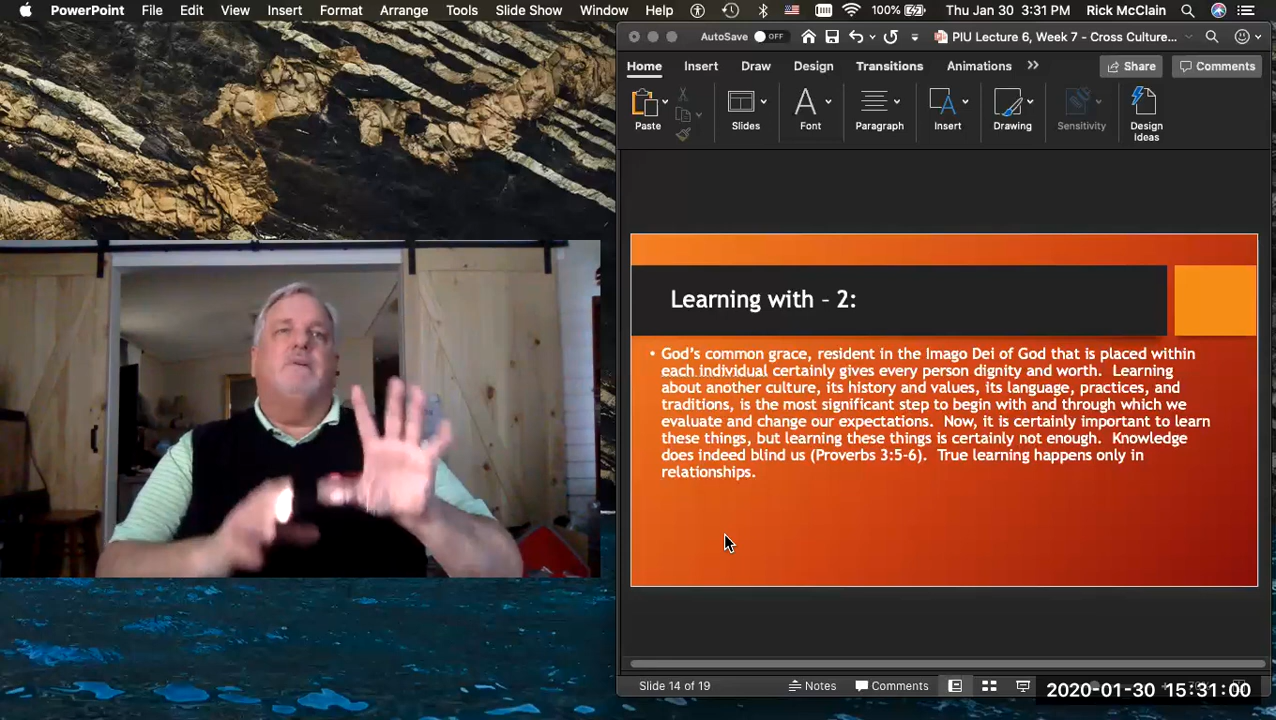 PowerPoint File Edit View Insert Format Arrange Tools Slide Show Window Help 100% Thu Jan 30 3:31 PM Rick McClain
AutoSave OFF PIU Lecture 6, Week 7 - Cross Culture...
Home Insert Draw Design Transitions Animations Share Comments
Paste Slides Font Paragraph Insert Drawing Sensitivity Design Ideas
Learning with – 2:
• God's common grace, resident in the Imago Dei of God that is placed within
each individual certainly gives every person dignity and worth. Learning
about another culture, its history and values, its language, practices, and
traditions, is the most significant step to begin with and through which we
evaluate and change our expectations. Now, it is certainly important to learn
these things, but learning these things is certainly not enough. Knowledge
does indeed blind us (Proverbs 3:5-6). True learning happens only in
relationships.
Slide 14 of 19 Notes Comments
2020-01-30 15:31:00